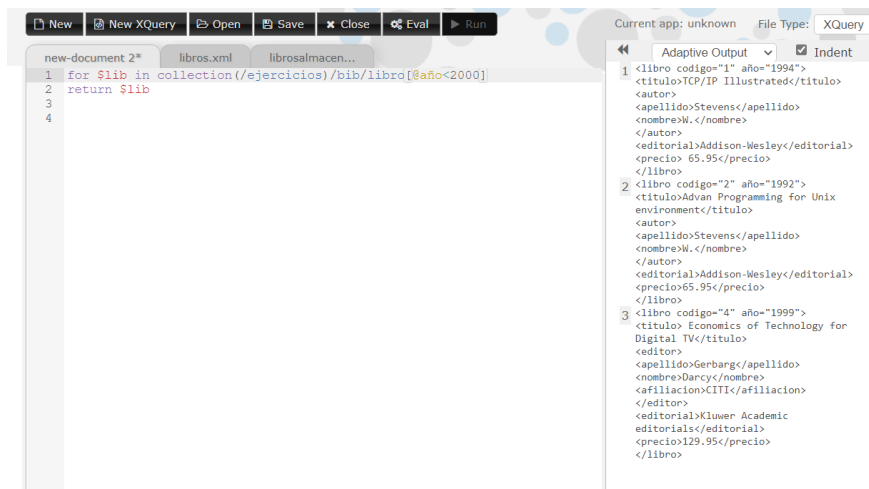 New New XQuery Open Save Close Eval Run Current app: unknown File Type: XQuery
new-document 2* libros.xml librosalmacen... Adaptive Output Indent
1 for $lib in collection(/ejercicios)/bib/libro[@año<2000]
2 return $lib
3
4
1 <libro codigo="1" año="1994">
<titulo>TCP/IP Illustrated</titulo>
<autor>
<apellido>Stevens</apellido>
<nombre>W.</nombre>
</autor>
<editorial>Addison-Wesley</editorial>
<precio> 65.95</precio>
</libro>
2 <libro codigo="2" año="1992">
<titulo>Advan Programming for Unix
environment</titulo>
<autor>
<apellido>Stevens</apellido>
<nombre>W.</nombre>
</autor>
<editorial>Addison-Wesley</editorial>
<precio>65.95</precio>
</libro>
3 <libro codigo="4" año="1999">
<titulo> Economics of Technology for
Digital TV</titulo>
<editor>
<apellido>Gerbarg</apellido>
<nombre>Darcy</nombre>
<afiliacion>CITI</afiliacion>
</editor>
<editorial>Kluwer Academic
editorials</editorial>
<precio>129.95</precio>
</libro>